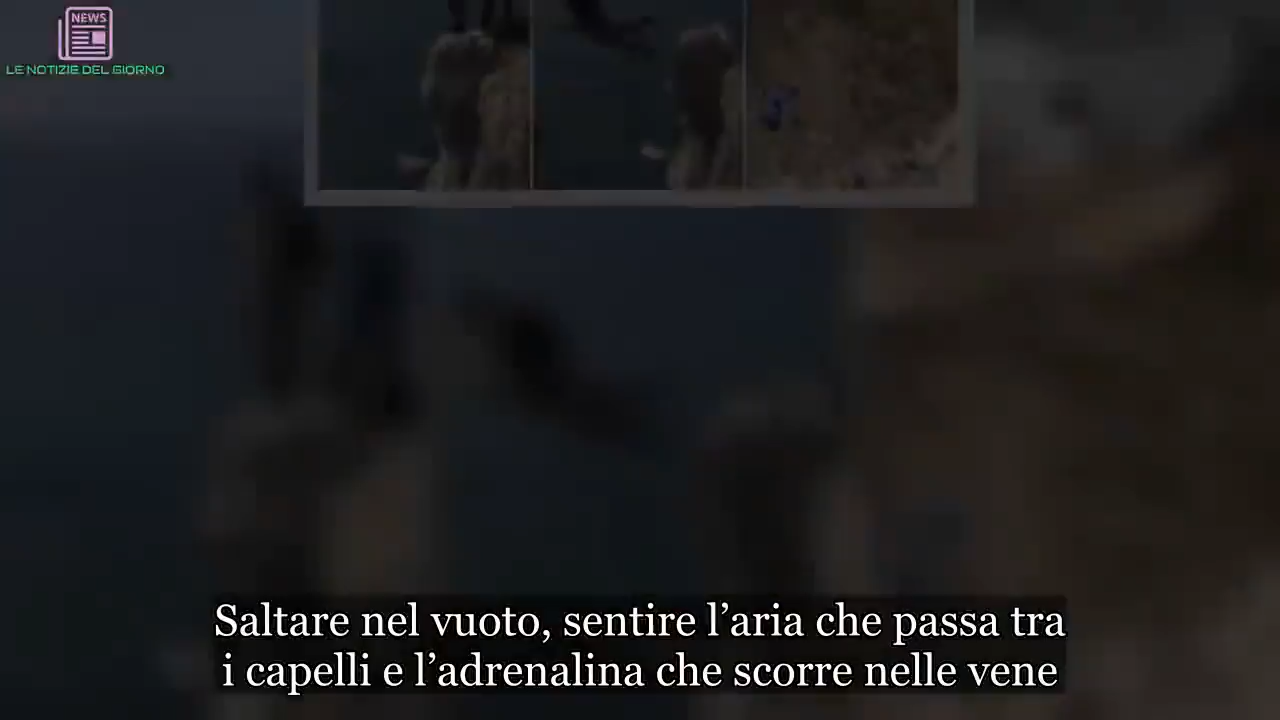 NEWS
LE NOTIZIE DEL GIORNO
Saltare nel vuoto, sentire l’aria che passa tra
i capelli e l’adrenalina che scorre nelle vene